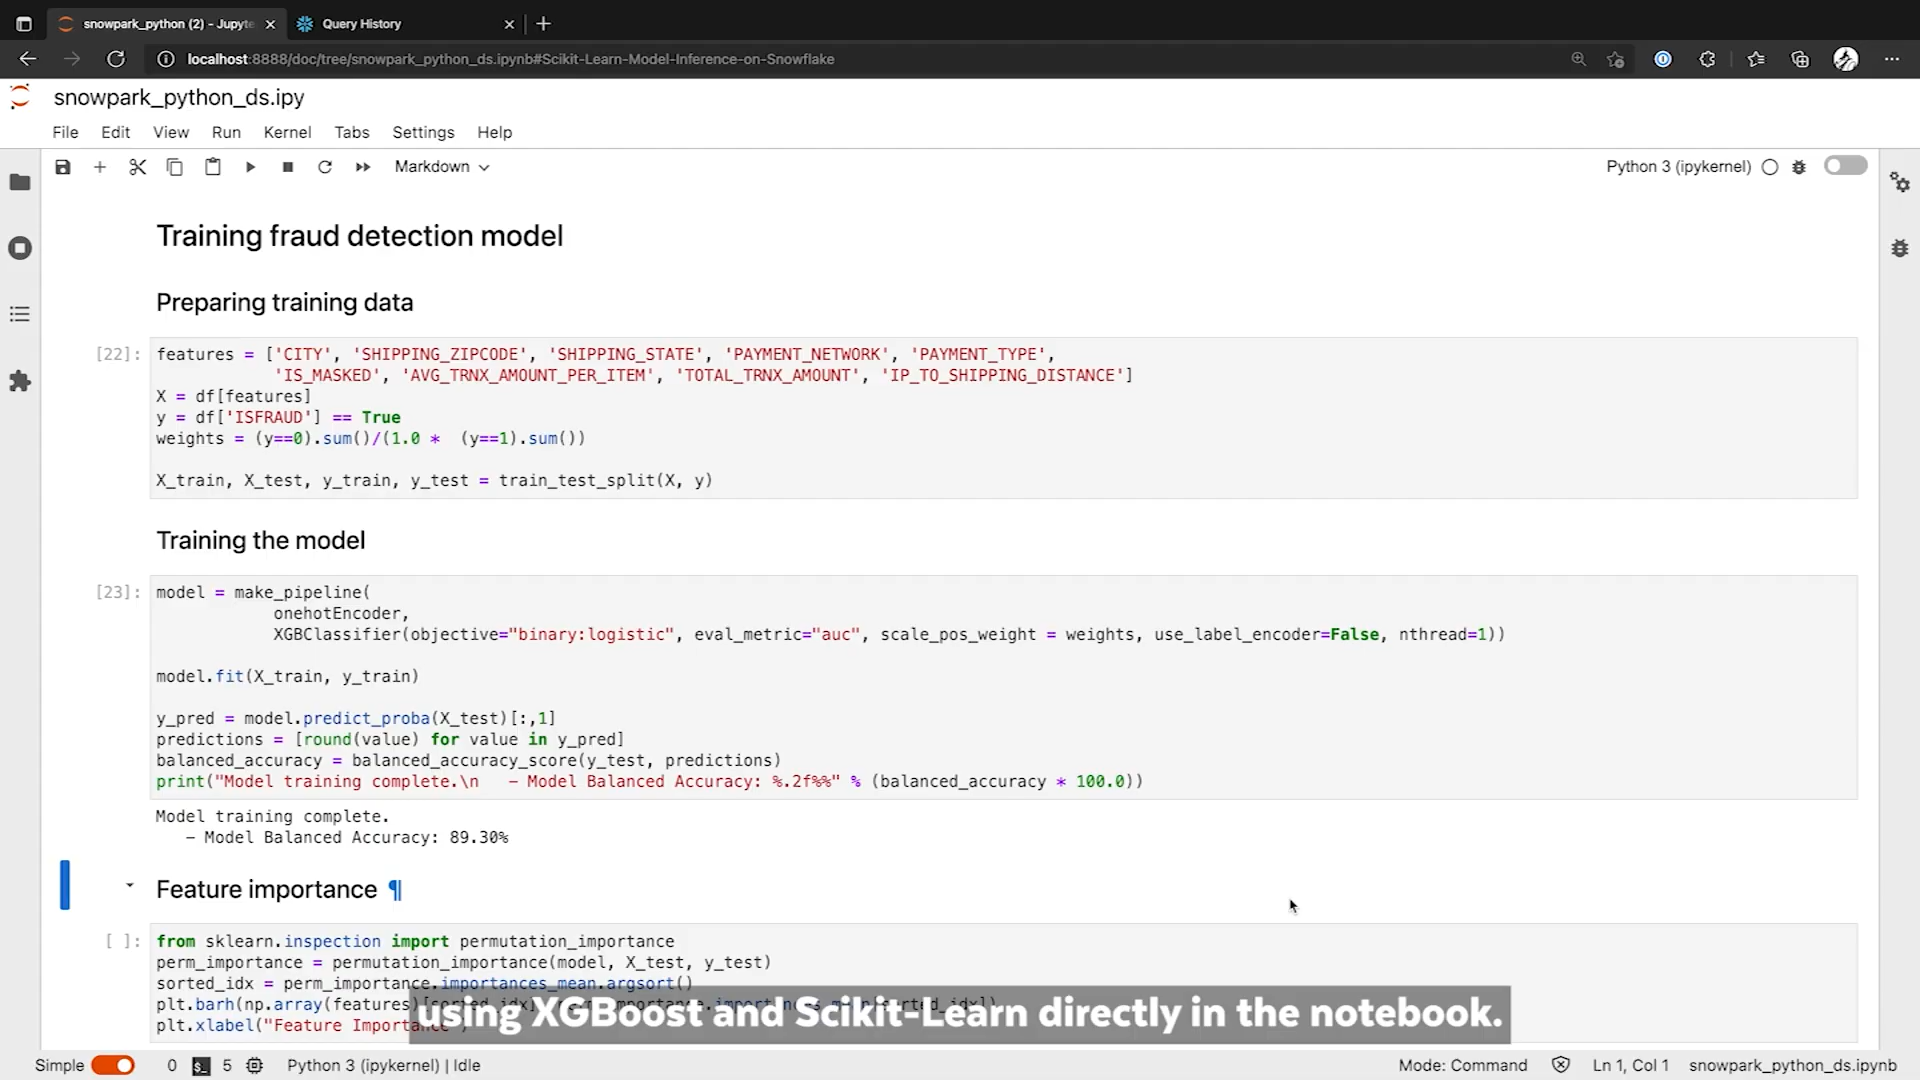 snowpark_python (2) - Jupyte
Query History
localhost:8888/doc/tree/snowpark_python_ds.ipynb#Scikit-Learn-Model-Inference-on-Snowflake
snowpark_python_ds.ipy
File Edit View Run Kernel Tabs Settings Help
Markdown
Python 3 (ipykernel)
Training fraud detection model
Preparing training data
[22]: features = ['CITY', 'SHIPPING_ZIPCODE', 'SHIPPING_STATE', 'PAYMENT_NETWORK', 'PAYMENT_TYPE',
'IS_MASKED', 'AVG_TRNX_AMOUNT_PER_ITEM', 'TOTAL_TRNX_AMOUNT', 'IP_TO_SHIPPING_DISTANCE']
X = df[features]
y = df['ISFRAUD'] == True
weights = (y==0).sum()/(1.0 *  (y==1).sum())
X_train, X_test, y_train, y_test = train_test_split(X, y)
Training the model
[23]: model = make_pipeline(
onehotEncoder,
XGBClassifier(objective="binary:logistic", eval_metric="auc", scale_pos_weight = weights, use_label_encoder=False, nthread=1))
model.fit(X_train, y_train)
y_pred = model.predict_proba(X_test)[:,1]
predictions = [round(value) for value in y_pred]
balanced_accuracy = balanced_accuracy_score(y_test, predictions)
print("Model training complete.\n   - Model Balanced Accuracy: %.2f%%" % (balanced_accuracy * 100.0))
Model training complete.
- Model Balanced Accuracy: 89.30%
Feature importance ¶
[ ]: from sklearn.inspection import permutation_importance
perm_importance = permutation_importance(model, X_test, y_test)
sorted_idx = perm_importance.importances_mean.argsort()
plt.barh(np.array(features)[sorted_idx]
plt.xlabel("Feature Importance
using XGBoost and Scikit-Learn directly in the notebook.
Simple 0 5 Python 3 (ipykernel) | Idle
Mode: Command Ln 1, Col 1 snowpark_python_ds.ipynb